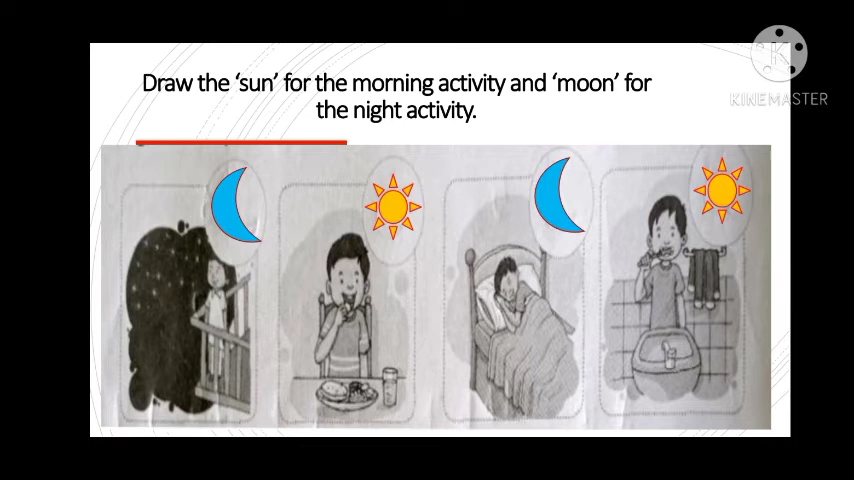 Draw the ‘sun’ for the morning activity and ‘moon’ for
the night activity.
KINEMASTER